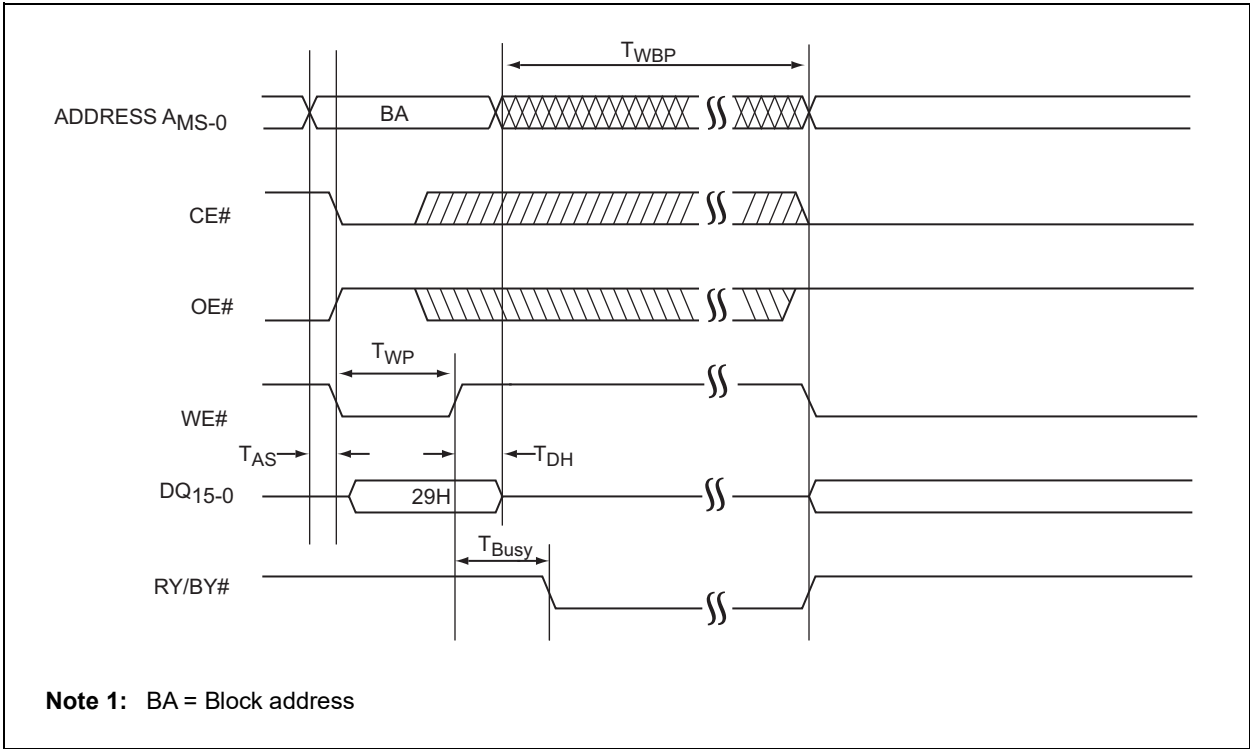 TWBP
ADDRESS AMS-0
BA
CE#
OE#
TWP
WE#
TAS
TDH
DQ15-0
29H
TBusy
RY/BY#
Note 1: BA = Block address